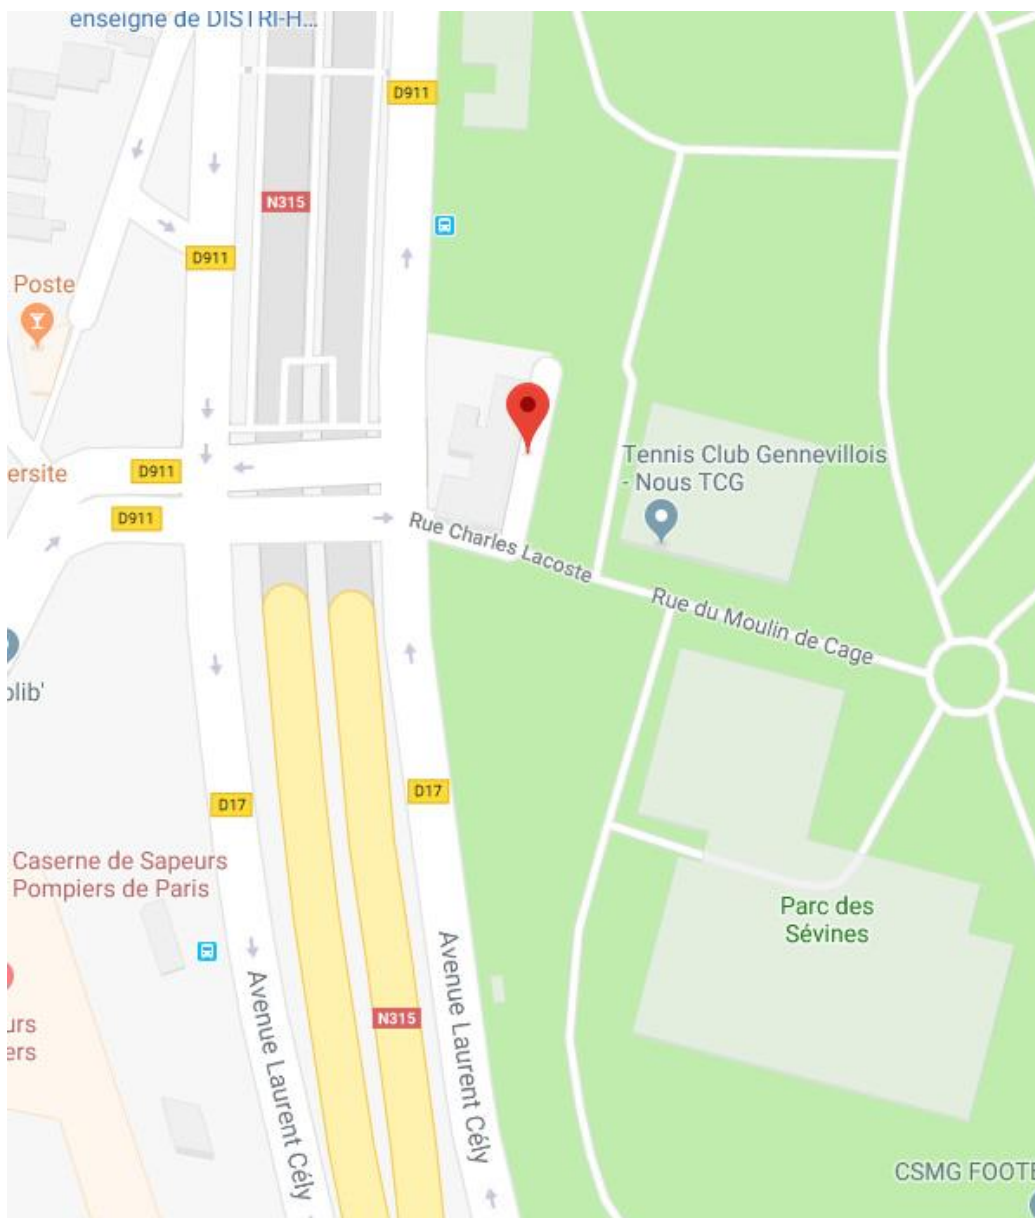 enseigne de DISTRI-H...
D911
N315
D911
Poste
ersite
D911
D911
Rue Charles Lacoste
Tennis Club Gennevillois
- Nous TCG
Rue du Moulin de Cage
olib'
D17
D17
Caserne de Sapeurs
Pompiers de Paris
Parc des
Sévines
Avenue Laurent Cély
Avenue Laurent Cély
N315
urs
ers
CSMG FOOTE